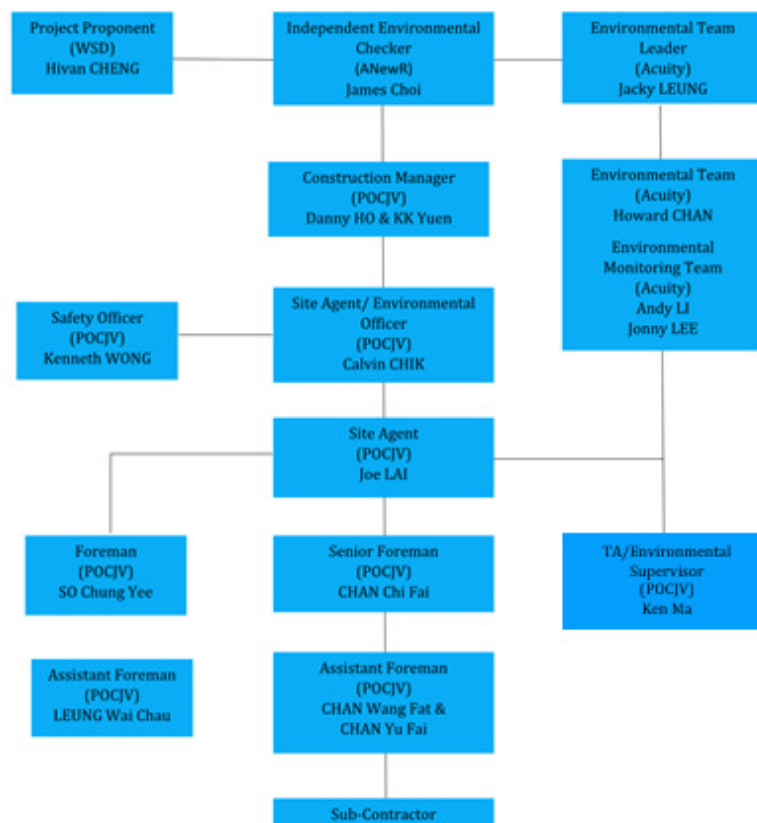 Project Proponent
(WSD)
Hivan CHENG
Independent Environmental
Checker
(ANewR)
James Choi
Environmental Team
Leader
(Acuity)
Jacky LEUNG
Construction Manager
(POCJV)
Danny HO & KK Yuen
Environmental Team
(Acuity)
Howard CHAN
Environmental
Monitoring Team
(Acuity)
Andy LI
Jonny LEE
Safety Officer
(POCJV)
Kenneth WONG
Site Agent/ Environmental
Officer
(POCJV)
Calvin CHIK
Site Agent
(POCJV)
Joe LAI
Foreman
(POCJV)
SO Chung Yee
Senior Foreman
(POCJV)
CHAN Chi Fai
TA/Environmental
Supervisor
(POCJV)
Ken Ma
Assistant Foreman
(POCJV)
LEUNG Wai Chau
Assistant Foreman
(POCJV)
CHAN Wang Fat &
CHAN Yu Fai
Sub-Contractor